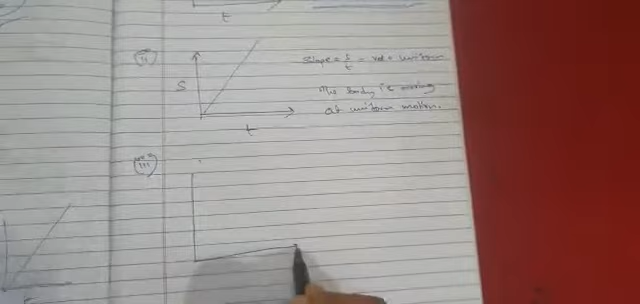 t
(ii)
Slope = s/t = vel = uniform
S
The body is moving
at uniform motion.
t
(iii)